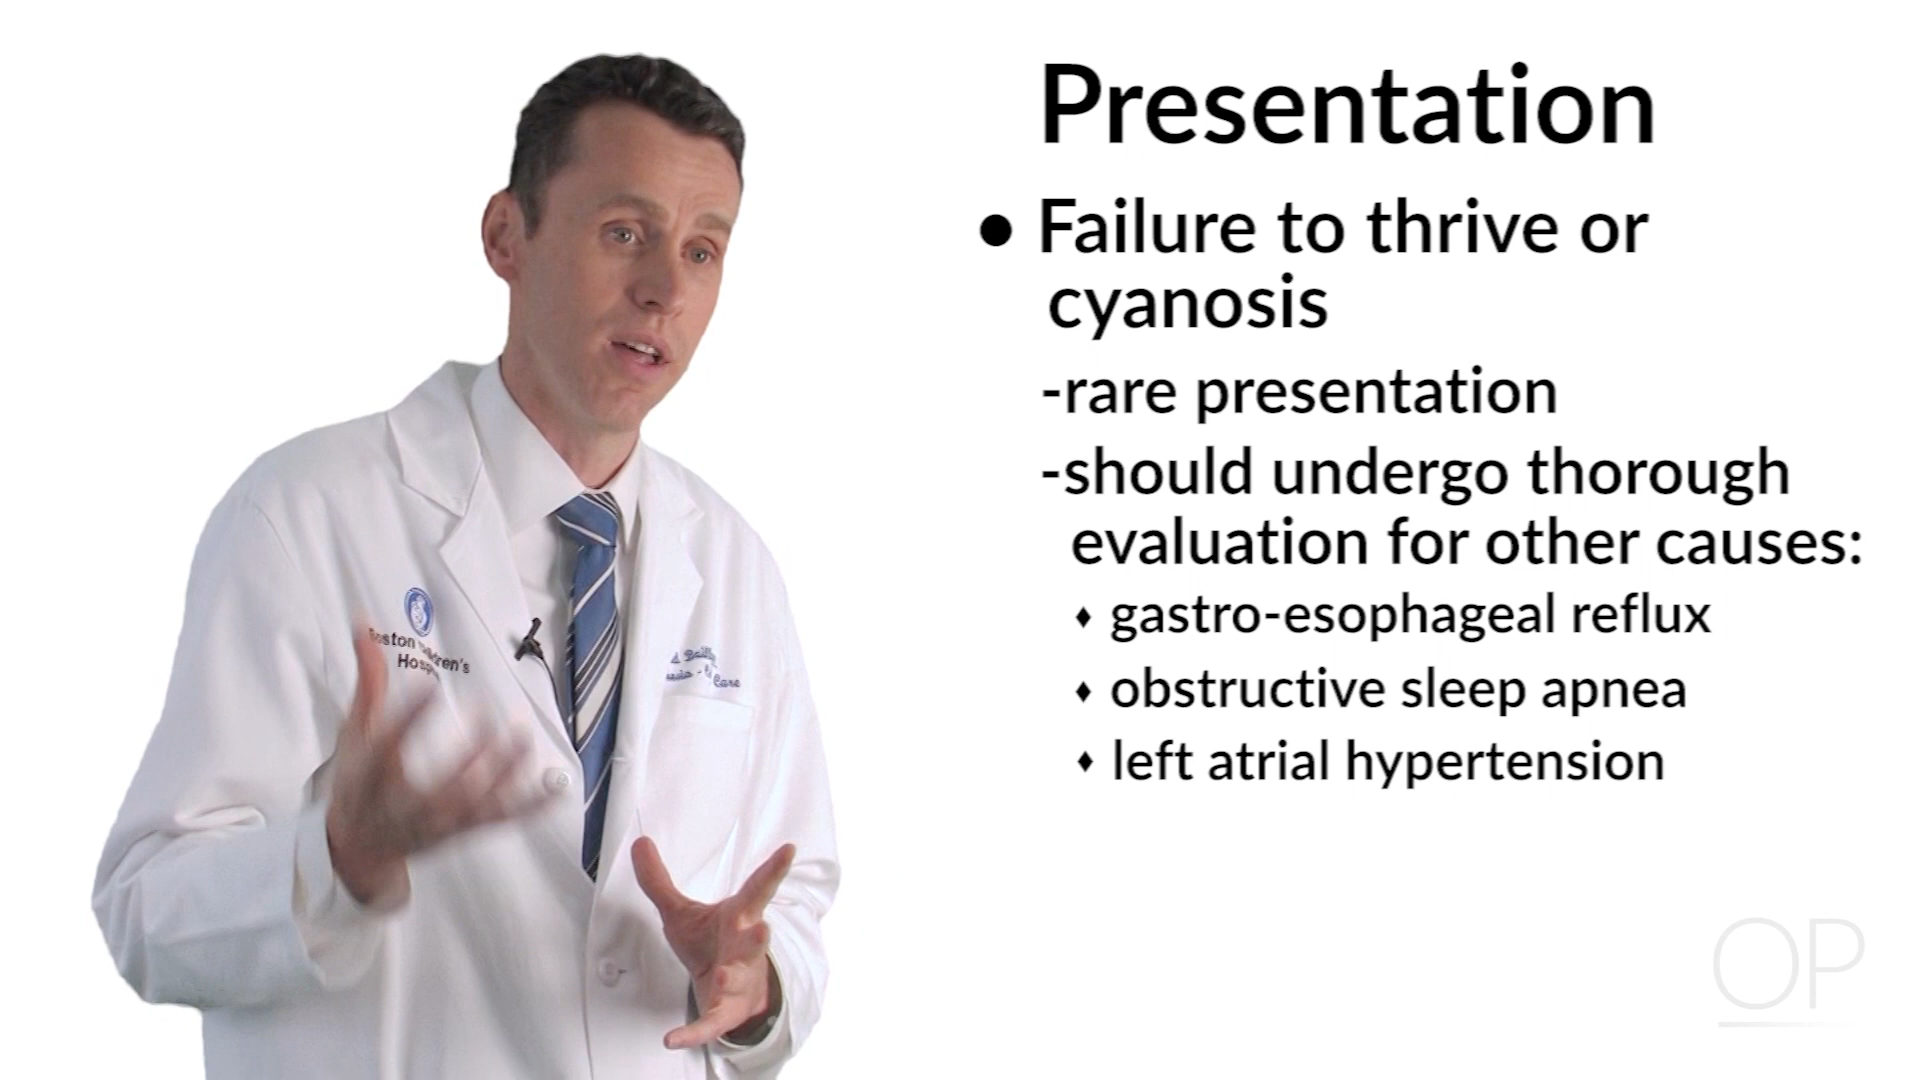 Presentation
• Failure to thrive or
cyanosis
-rare presentation
-should undergo thorough
evaluation for other causes:
♦ gastro-esophageal reflux
♦ obstructive sleep apnea
♦ left atrial hypertension
Care
OP